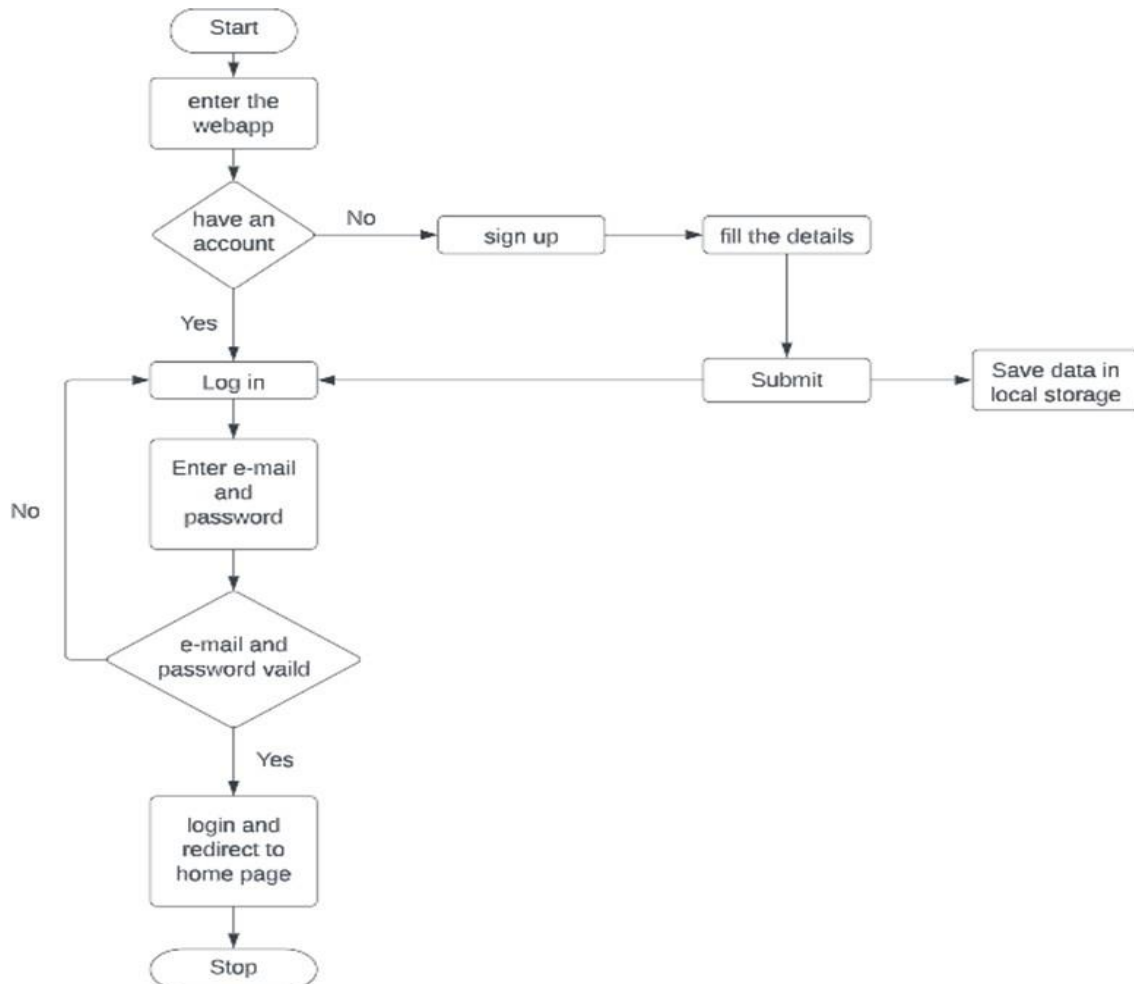 Start
enter the
webapp
have an
account
No
sign up
fill the details
Yes
Log in
Submit
Save data in
local storage
Enter e-mail
and
password
No
e-mail and
password vaild
Yes
login and
redirect to
home page
Stop